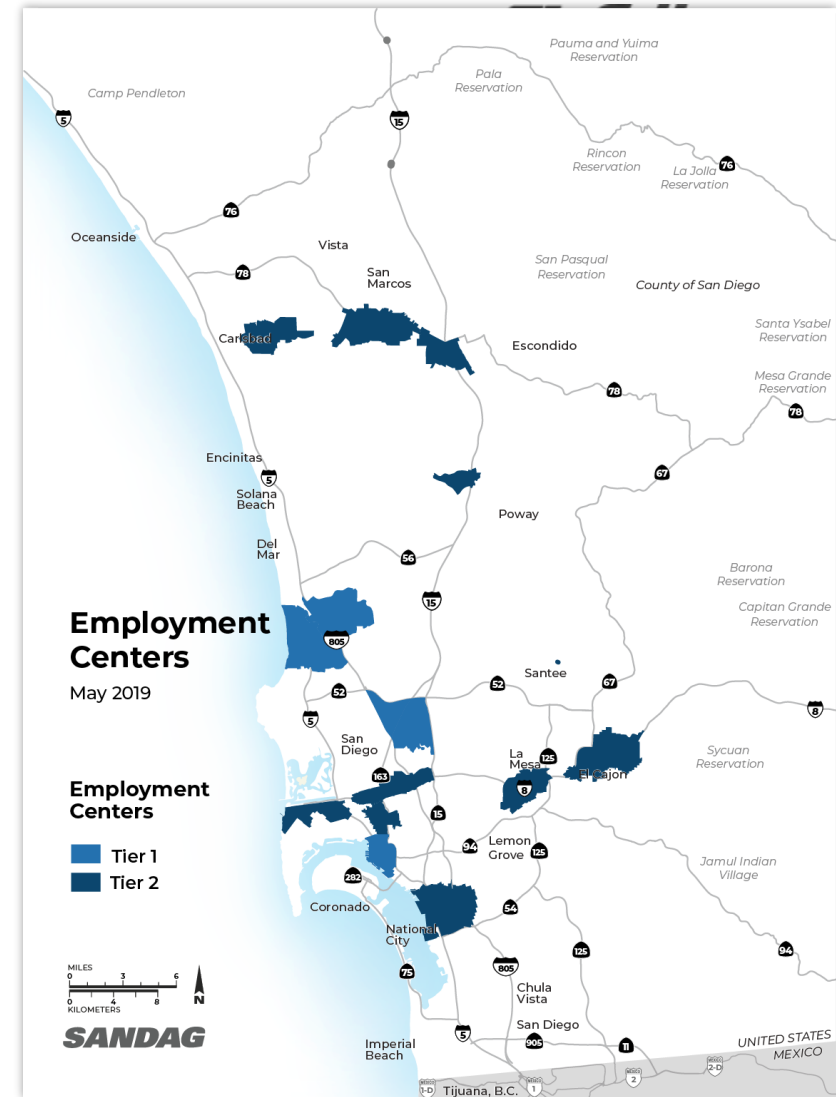 Pauma and Yuima
Reservation
Pala
Reservation
Camp Pendleton
5
15
Rincon
Reservation
La Jolla
Reservation
76
76
Oceanside
Vista
San
Marcos
78
San Pasqual
Reservation
County of San Diego
Santa Ysabel
Reservation
Carlsbad
Escondido
Mesa Grande
Reservation
78
78
Encinitas
5
67
Solana
Beach
Poway
Del
Mar
56
Barona
Reservation
15
Capitan Grande
Reservation
Employment
Centers
May 2019
805
Santee
52
52
67
5
8
San
Diego
La
Mesa
125
Sycuan
Reservation
163
El Cajon
8
Employment
Centers
Tier 1
Tier 2
15
94
Lemon
Grove
125
Jamul Indian
Village
282
Coronado
54
National
City
125
94
805
75
Chula
Vista
MILES
0 3 6
0 4 8
KILOMETERS
N
SANDAG
San Diego
5
905
11
Imperial
Beach
UNITED STATES
MEXICO
1-D
Tijuana, B.C.
1
2
2-D